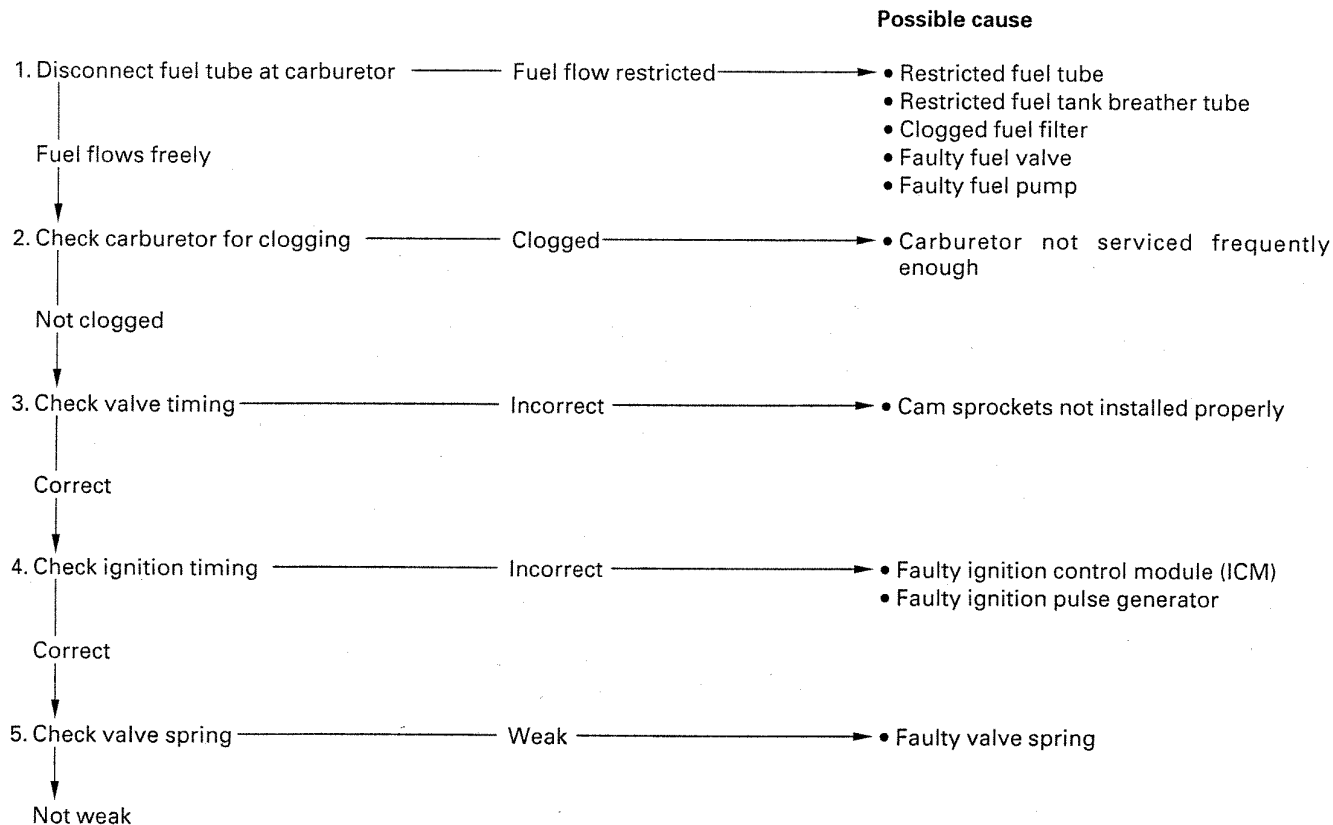 Possible cause
1. Disconnect fuel tube at carburetor Fuel flow restricted • Restricted fuel tube
• Restricted fuel tank breather tube
• Clogged fuel filter
Fuel flows freely
• Faulty fuel valve
• Faulty fuel pump
2. Check carburetor for clogging Clogged • Carburetor not serviced frequently
enough
Not clogged
3. Check valve timing Incorrect • Cam sprockets not installed properly
Correct
4. Check ignition timing Incorrect • Faulty ignition control module (ICM)
• Faulty ignition pulse generator
Correct
5. Check valve spring Weak • Faulty valve spring
Not weak